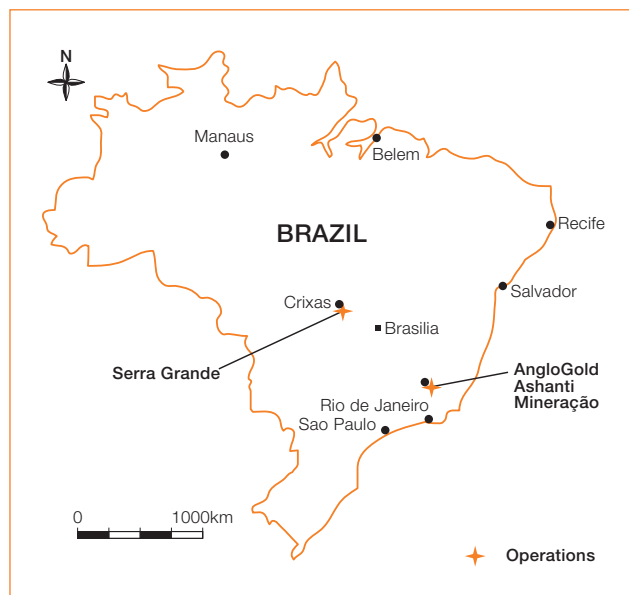 N
Manaus
Belem
BRAZIL
Recife
Salvador
Crixas
Brasilia
Serra Grande
AngloGold
Ashanti
Mineração
Rio de Janeiro
Sao Paulo
0 1000km
Operations